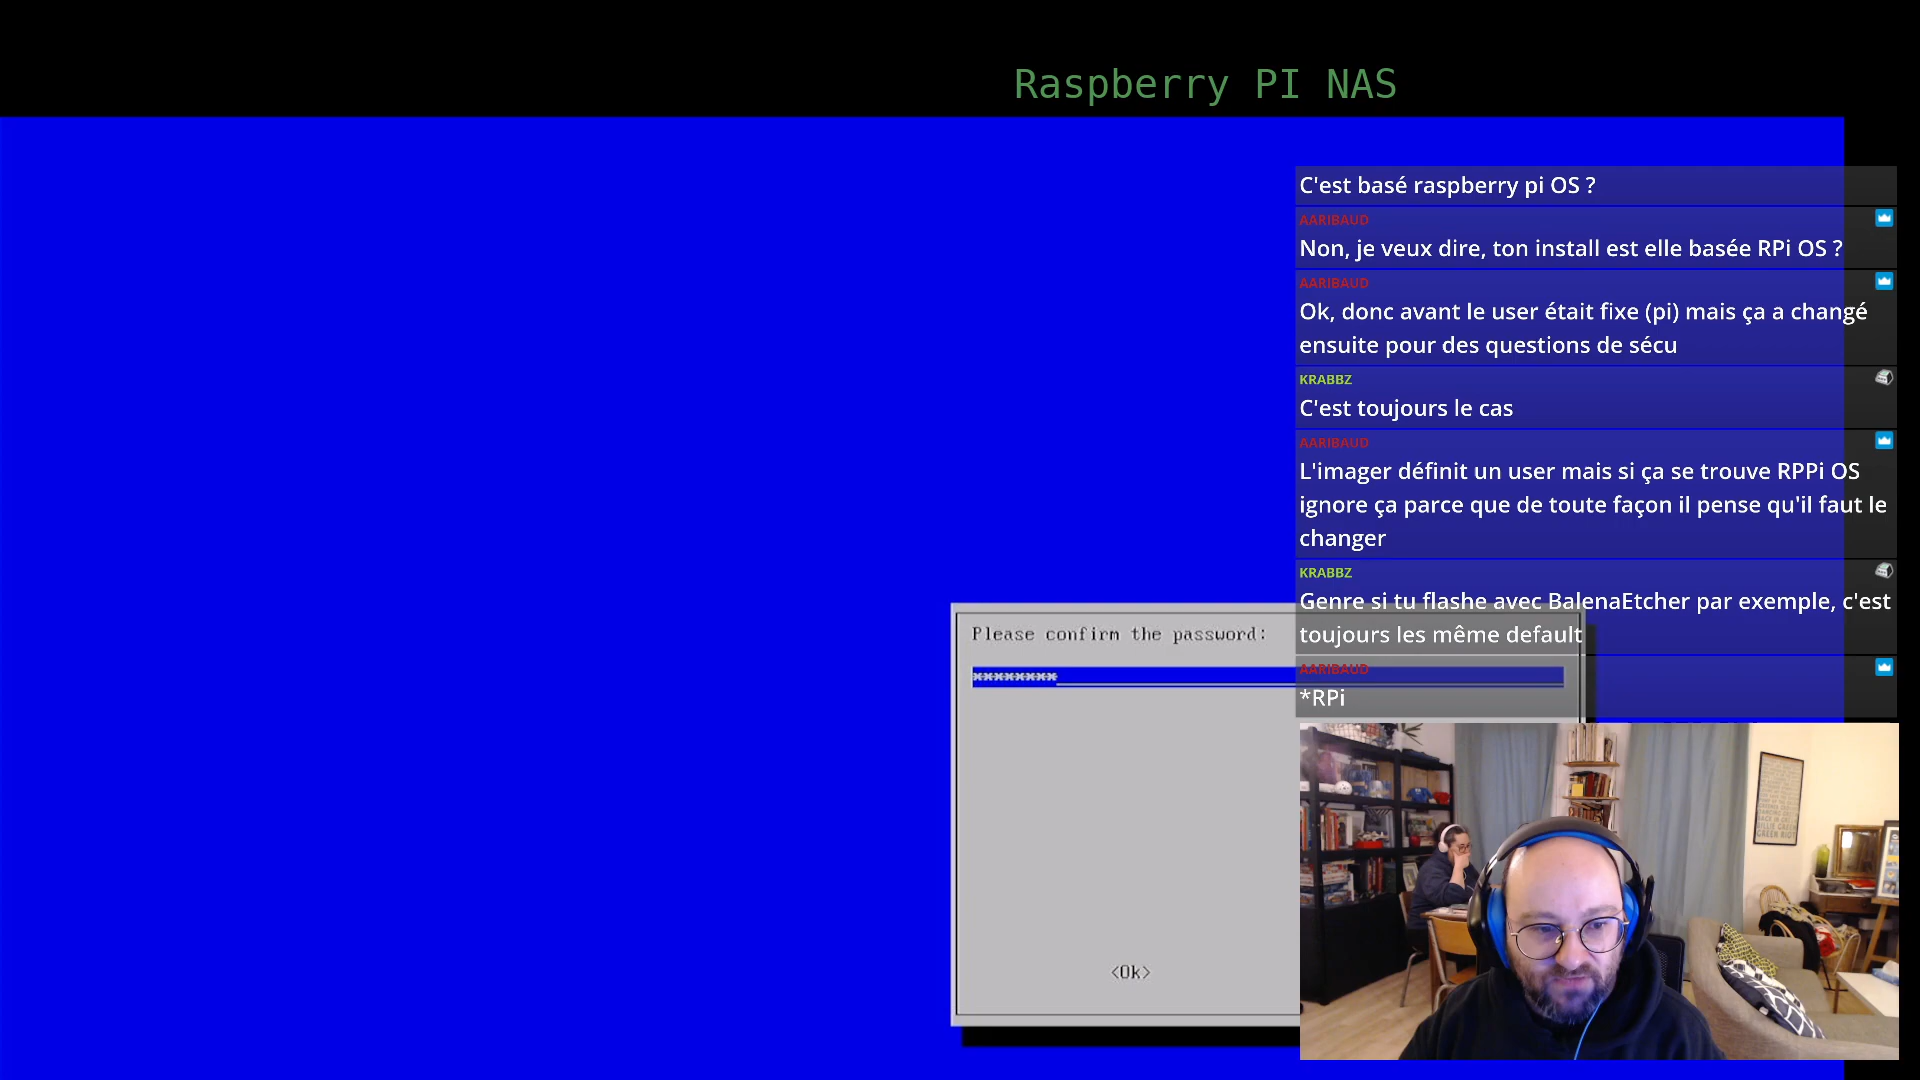 Raspberry PI NAS
C'est basé raspberry pi OS ?
AARIBAUD
Non, je veux dire, ton install est elle basée RPi OS ?
AARIBAUD
Ok, donc avant le user était fixe (pi) mais ça a changé
ensuite pour des questions de sécu
KRABBZ
C'est toujours le cas
AARIBAUD
L'imager définit un user mais si ça se trouve RPPi OS
ignore ça parce que de toute façon il pense qu'il faut le
changer
KRABBZ
Genre si tu flashe avec BalenaEtcher par exemple, c'est
toujours les même default
AARIBAUD
*RPi
Please confirm the password:
********
<Ok>